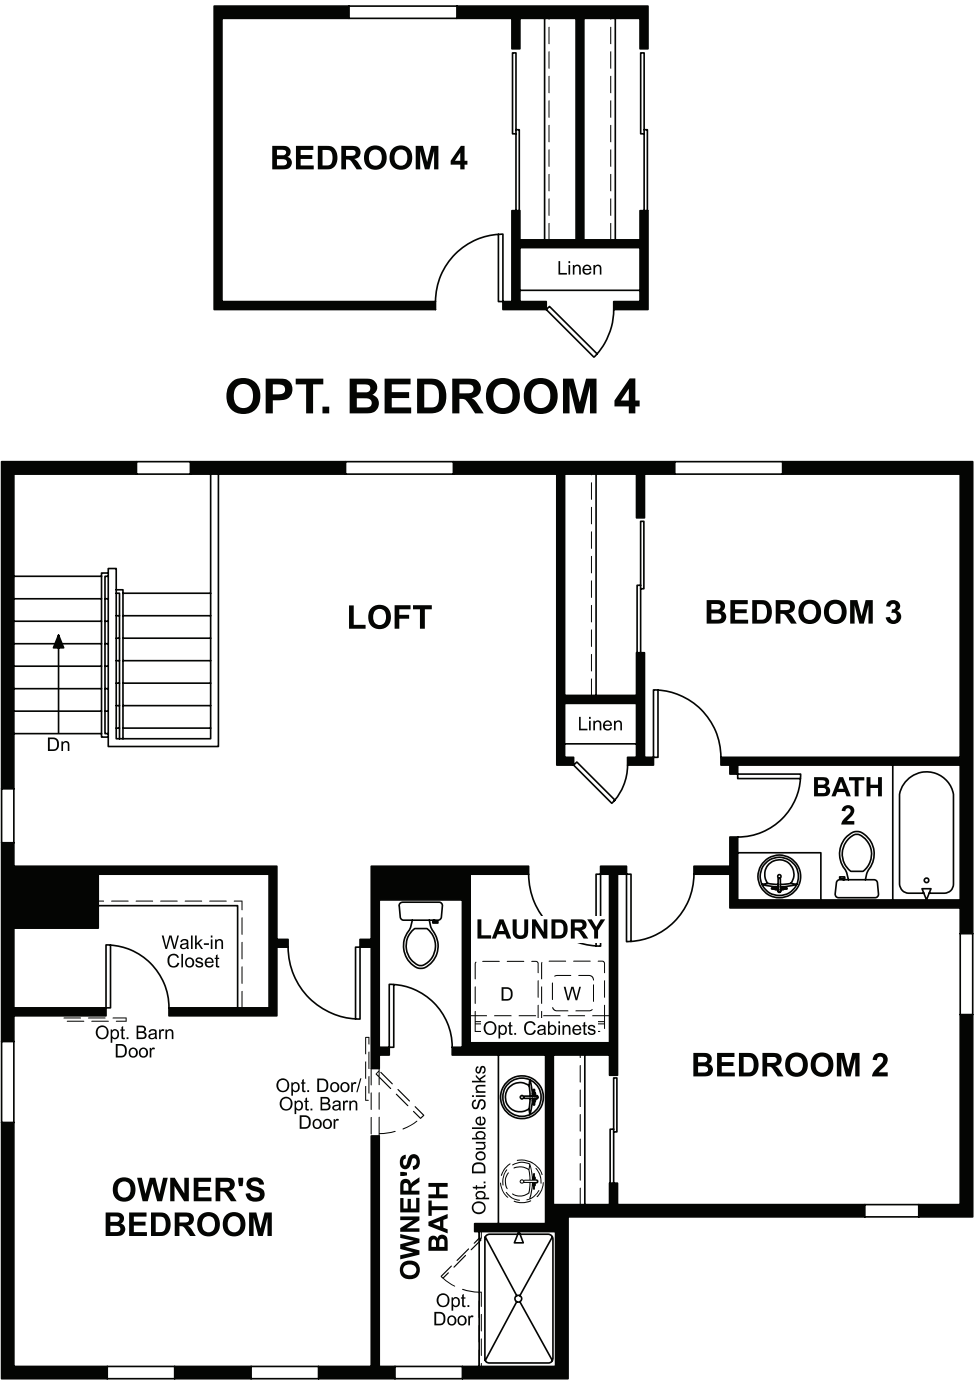 BEDROOM 4
Linen
OPT. BEDROOM 4
LOFT
BEDROOM 3
Dn
Linen
BATH
2
LAUNDRY
Walk-in
Closet
D
W
Opt. Cabinets
Opt. Barn
Door
BEDROOM 2
Opt. Door/
Opt. Barn
Door
Opt. Double Sinks
OWNER'S
BEDROOM
OWNER'S
BATH
Opt.
Door